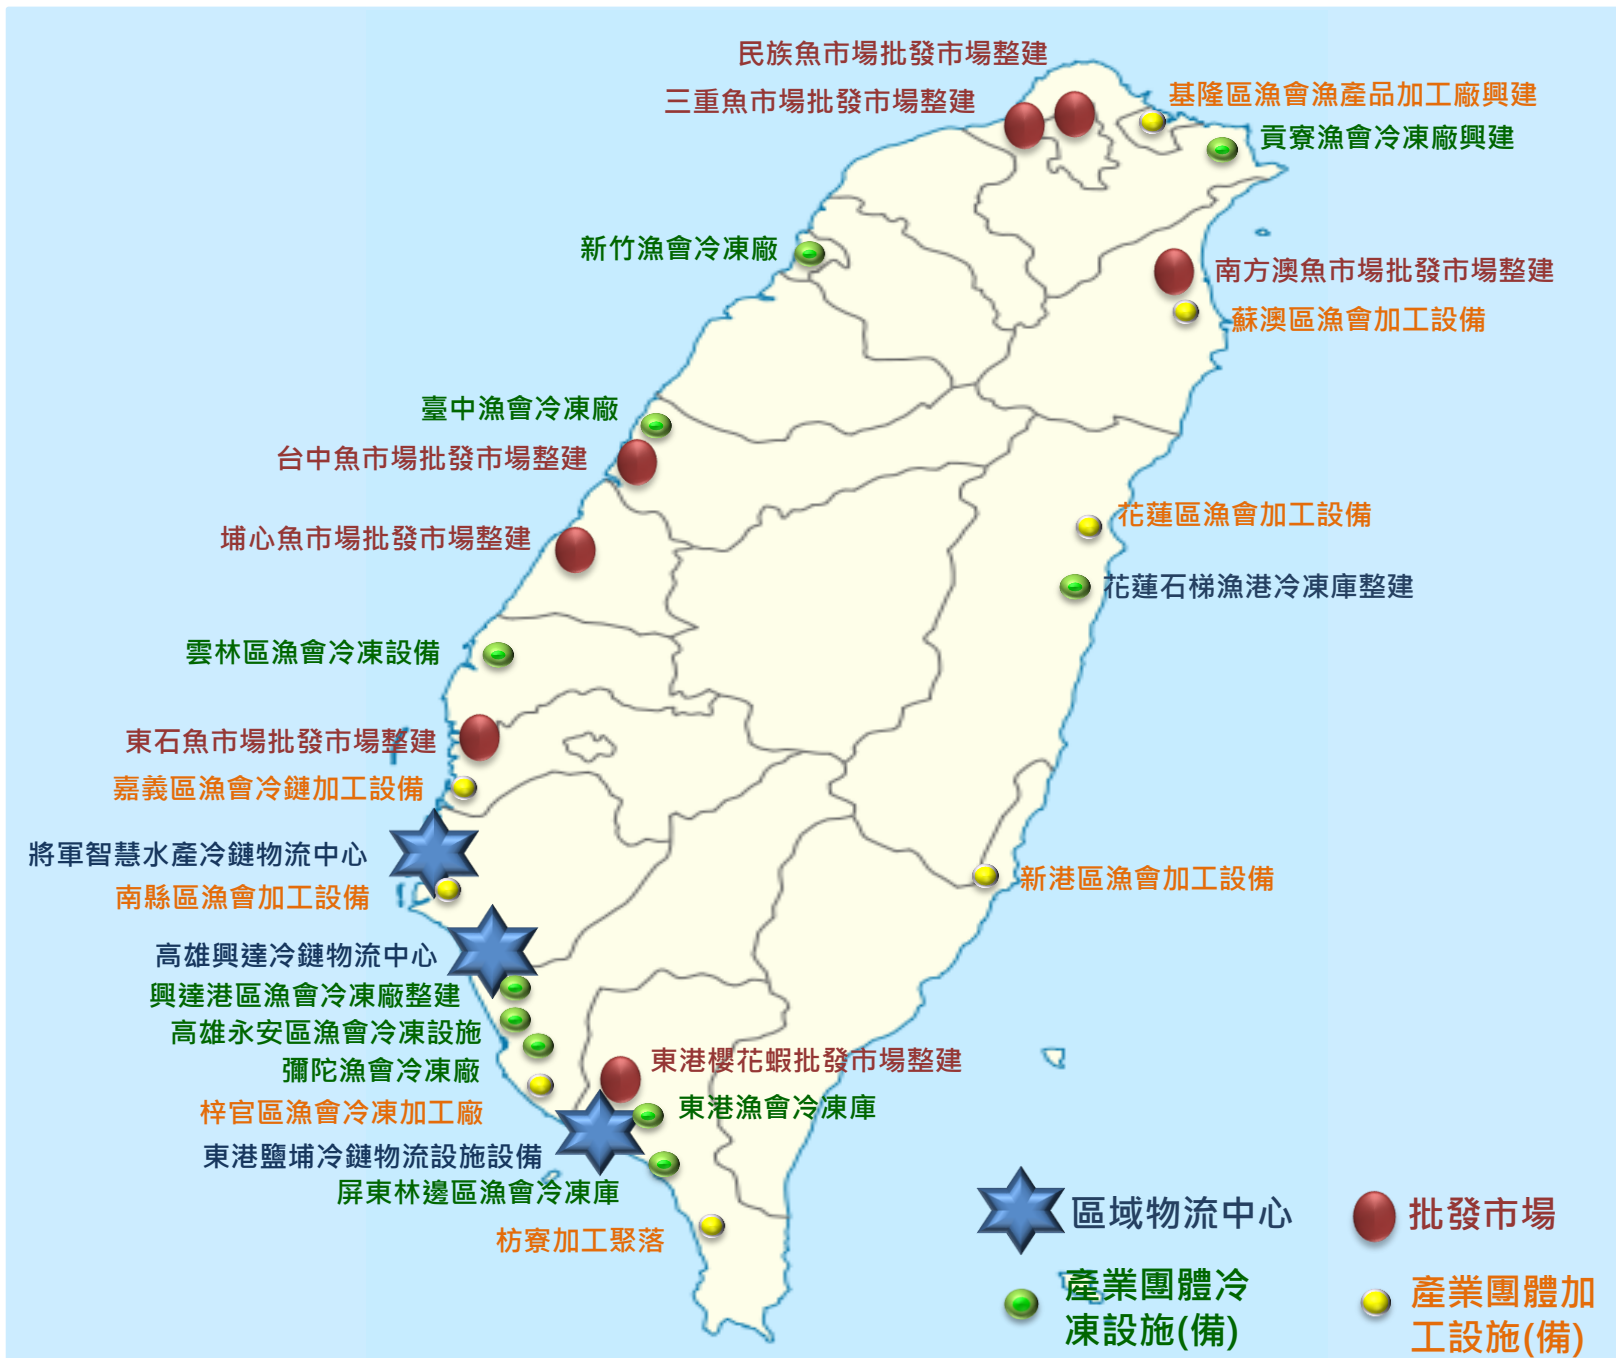 民族魚市場批發市場整建
三重魚市場批發市場整建
基隆區漁會漁產品加工廠興建
貢寮漁會冷凍廠興建
新竹漁會冷凍廠
南方澳魚市場批發市場整建
蘇澳區漁會加工設備
臺中漁會冷凍廠
台中魚市場批發市場整建
花蓮區漁會加工設備
埔心魚市場批發市場整建
花蓮石梯漁港冷凍庫整建
雲林區漁會冷凍設備
東石魚市場批發市場整建
嘉義區漁會冷鏈加工設備
將軍智慧水產冷鏈物流中心
新港區漁會加工設備
南縣區漁會加工設備
高雄興達冷鏈物流中心
興達港區漁會冷凍廠整建
高雄永安區漁會冷凍設施
彌陀漁會冷凍廠
東港櫻花蝦批發市場整建
梓官區漁會冷凍加工廠
東港漁會冷凍庫
東港鹽埔冷鏈物流設施設備
屏東林邊區漁會冷凍庫
枋寮加工聚落
區域物流中心
批發市場
產業團體冷
凍設施(備)
產業團體加
工設施(備)